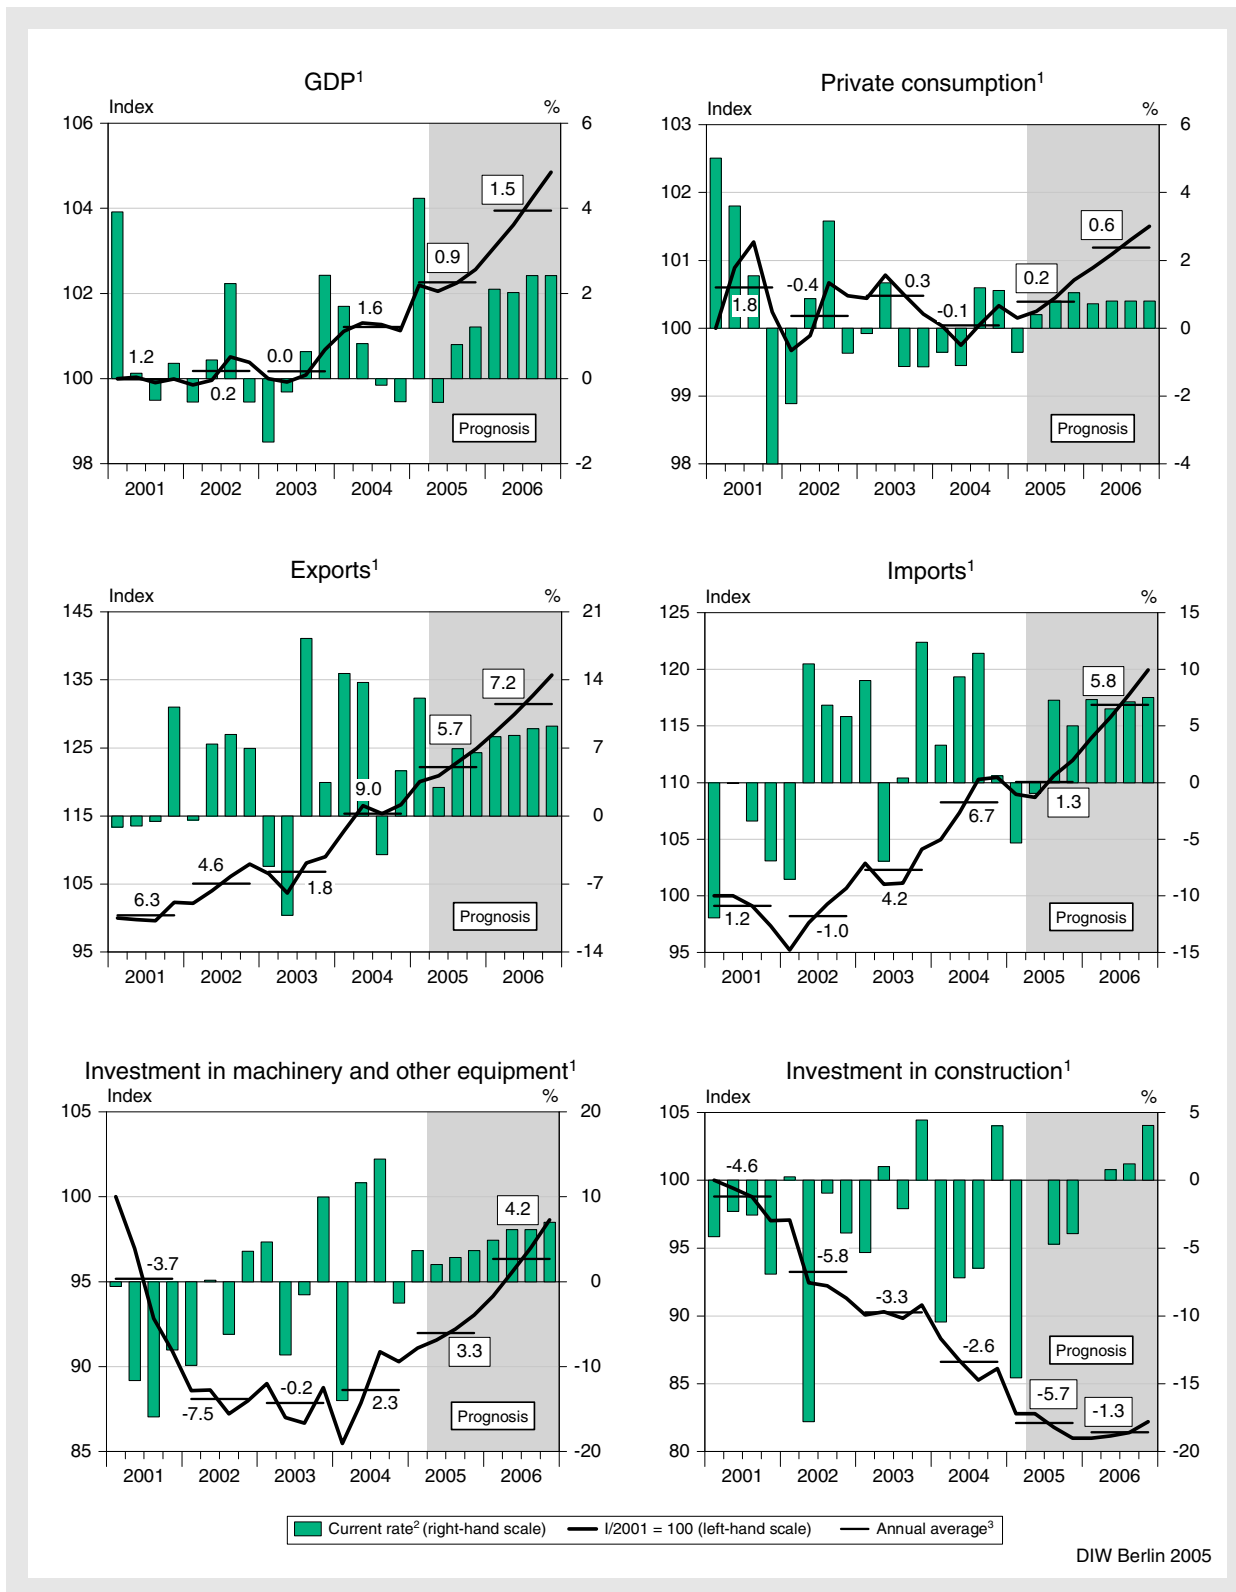 GDP¹
Index %
106 6
104 4
102 2
100 0
98 -2
1.2
0.2
0.0
1.6
0.9
1.5
Prognosis
2001 2002 2003 2004 2005 2006
Private consumption¹
Index %
103 6
102 4
101 2
100 0
99 -2
98 -4
1.8
-0.4
0.3
-0.1
0.2
0.6
Prognosis
2001 2002 2003 2004 2005 2006
Exports¹
Index %
145 21
135 14
125 7
115 0
105 -7
95 -14
6.3
4.6
1.8
9.0
5.7
7.2
Prognosis
2001 2002 2003 2004 2005 2006
Imports¹
Index %
125 15
120 10
115 5
110 0
105 -5
100 -10
95 -15
1.2
-1.0
4.2
6.7
1.3
5.8
Prognosis
2001 2002 2003 2004 2005 2006
Investment in machinery and other equipment¹
Index %
105 20
100 10
95 0
90 -10
85 -20
-3.7
-7.5
-0.2
2.3
3.3
4.2
Prognosis
2001 2002 2003 2004 2005 2006
Investment in construction¹
Index %
105 5
100 0
95 -5
90 -10
85 -15
80 -20
-4.6
-5.8
-3.3
-2.6
-5.7
-1.3
Prognosis
2001 2002 2003 2004 2005 2006
Current rate² (right-hand scale) I/2001 = 100 (left-hand scale) Annual average³
DIW Berlin 2005